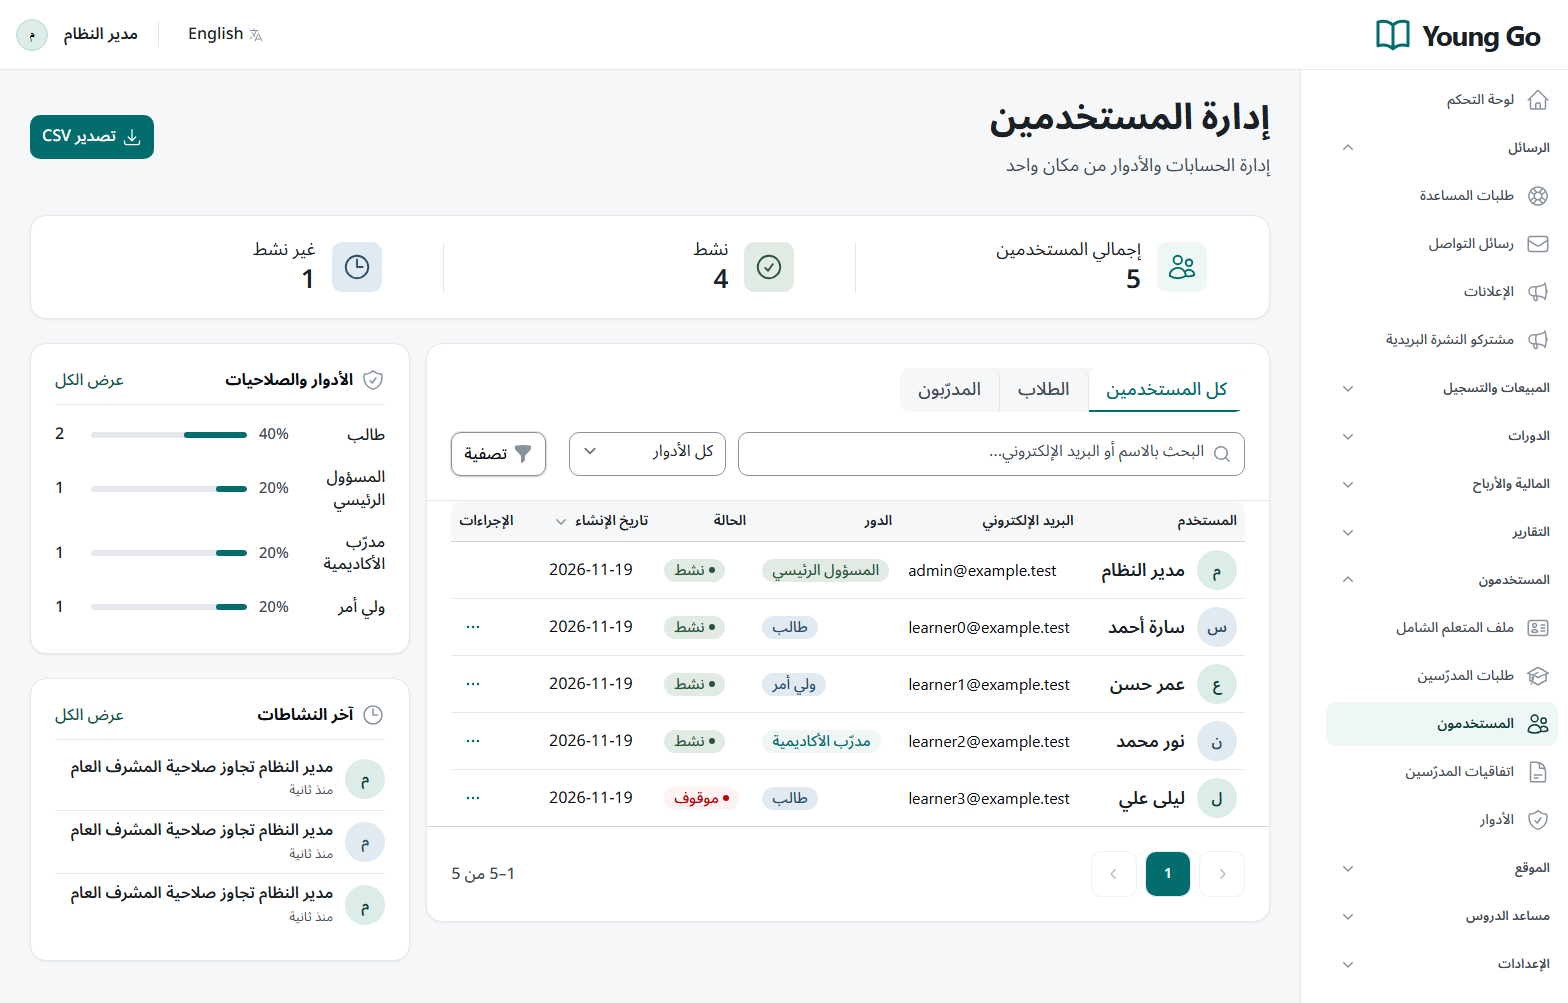 Young Go
English
مدير النظام
م
لوحة التحكم
الرسائل
طلبات المساعدة
رسائل التواصل
الإعلانات
مشتركو النشرة البريدية
المبيعات والتسجيل
الدورات
المالية والأرباح
التقارير
المستخدمون
ملف المتعلم الشامل
طلبات المدرّسين
المستخدمون
اتفاقيات المدرّسين
الأدوار
الموقع
مساعد الدروس
الإعدادات
إدارة المستخدمين
إدارة الحسابات والأدوار من مكان واحد
تصدير CSV
إجمالي المستخدمين
5
نشط
4
غير نشط
1
كل المستخدمين
الطلاب
المدرّبون
البحث بالاسم أو البريد الإلكتروني...
كل الأدوار
تصفية
المستخدم البريد الإلكتروني الدور الحالة تاريخ الإنشاء الإجراءات
م مدير النظام admin@example.test المسؤول الرئيسي نشط 2026-11-19
س سارة أحمد learner0@example.test طالب نشط 2026-11-19 ...
ع عمر حسن learner1@example.test ولي أمر نشط 2026-11-19 ...
ن نور محمد learner2@example.test مدرّب الأكاديمية نشط 2026-11-19 ...
ل ليلى علي learner3@example.test طالب موقوف 2026-11-19 ...
1
1–5 من 5
الأدوار والصلاحيات
عرض الكل
طالب 40% 2
المسؤول
الرئيسي 20% 1
مدرّب
الأكاديمية 20% 1
ولي أمر 20% 1
آخر النشاطات
عرض الكل
م
مدير النظام تجاوز صلاحية المشرف العام
منذ ثانية
م
مدير النظام تجاوز صلاحية المشرف العام
منذ ثانية
م
مدير النظام تجاوز صلاحية المشرف العام
منذ ثانية